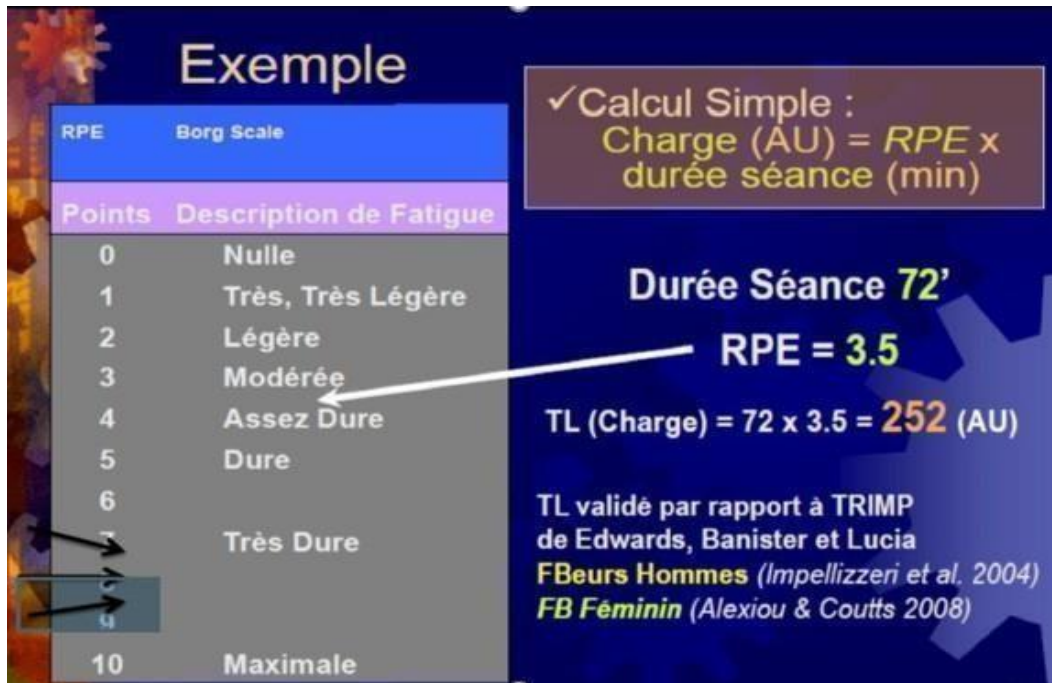 Exemple
RPE Borg Scale
Points Description de Fatigue
0 Nulle
1 Très, Très Légère
2 Légère
3 Modérée
4 Assez Dure
5 Dure
6
7 Très Dure
8
9
10 Maximale
✓Calcul Simple :
Charge (AU) = RPE x
durée séance (min)
Durée Séance 72’
RPE = 3.5
TL (Charge) = 72 x 3.5 = 252 (AU)
TL validé par rapport à TRIMP
de Edwards, Banister et Lucia
FBeurs Hommes (Impellizzeri et al. 2004)
FB Féminin (Alexiou & Coutts 2008)